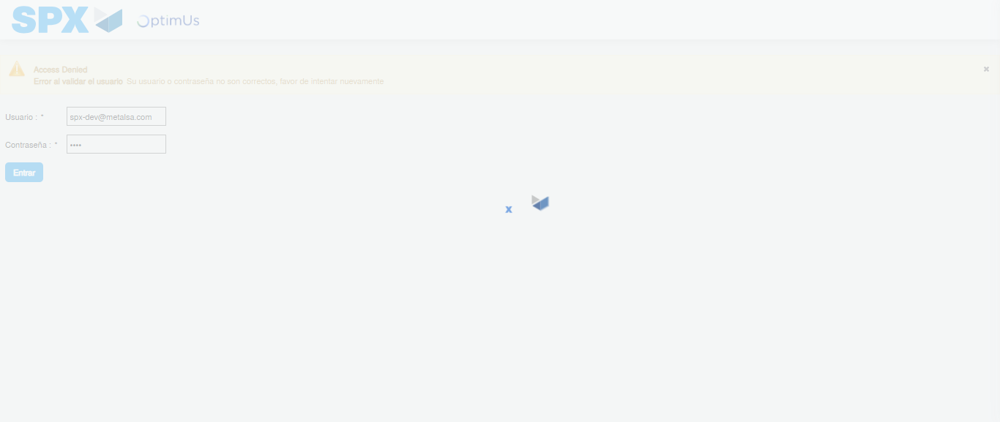 SPX OptimUs
Access Denied
Error al validar el usuario Su usuario o contraseña no son correctos, favor de intentar nuevamente
Usuario : * spx-dev@metalsa.com
Contraseña : * ••••
Entrar
x